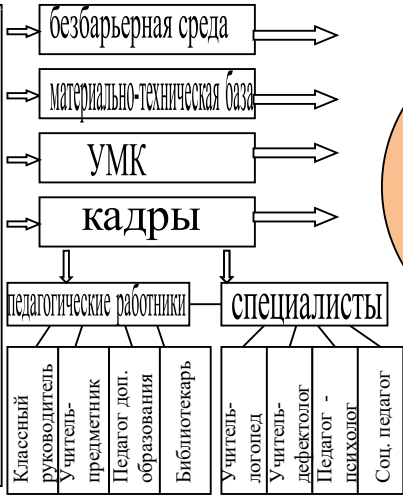 безбарьерная среда
материально-техническая база
УМК
кадры
педагогические работники
специалисты
Классный
руководитель
Учитель-
предметник
Педагог доп.
образования
Библиотекарь
Учитель-
логопед
Учитель-
дефектолог
Педагог -
психолог
Соц. педагог